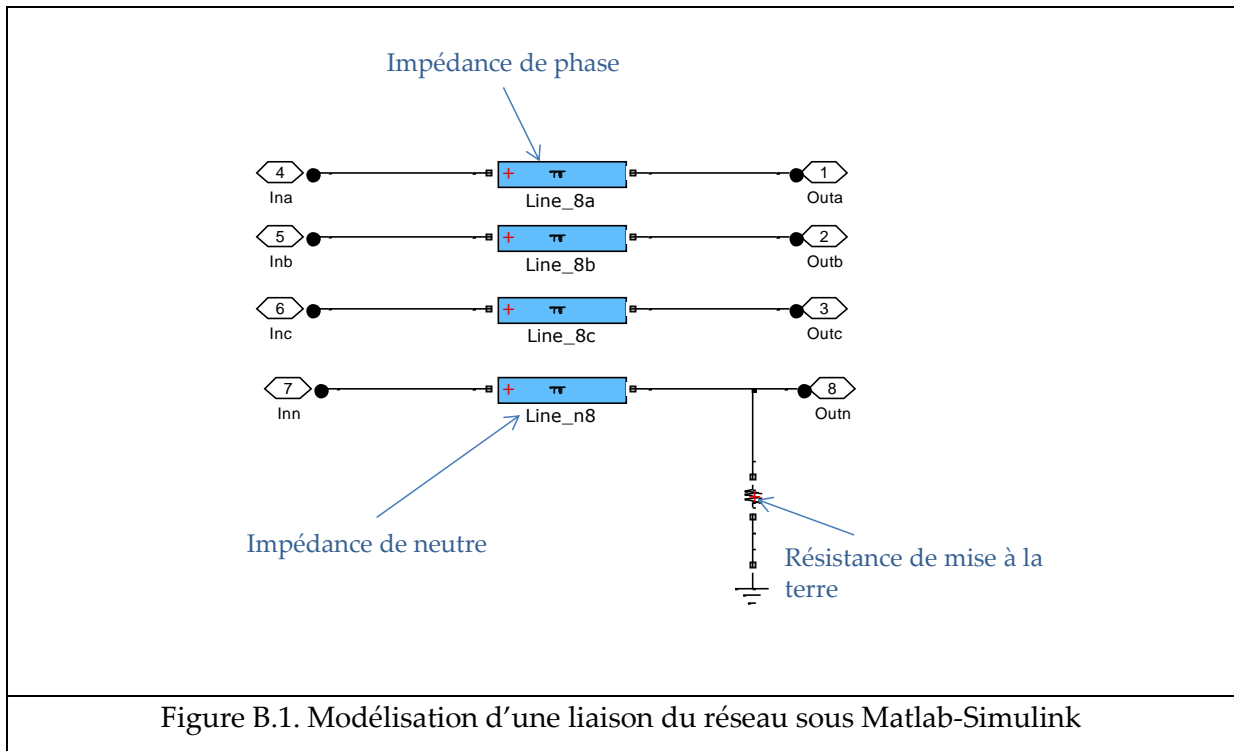 Impédance de phase
4
1
Ina
Line_8a
Outa
5
2
Inb
Line_8b
Outb
6
3
Inc
Line_8c
Outc
7
8
Inn
Line_n8
Outn
Impédance de neutre
Résistance de mise à la
terre
Figure B.1. Modélisation d’une liaison du réseau sous Matlab-Simulink